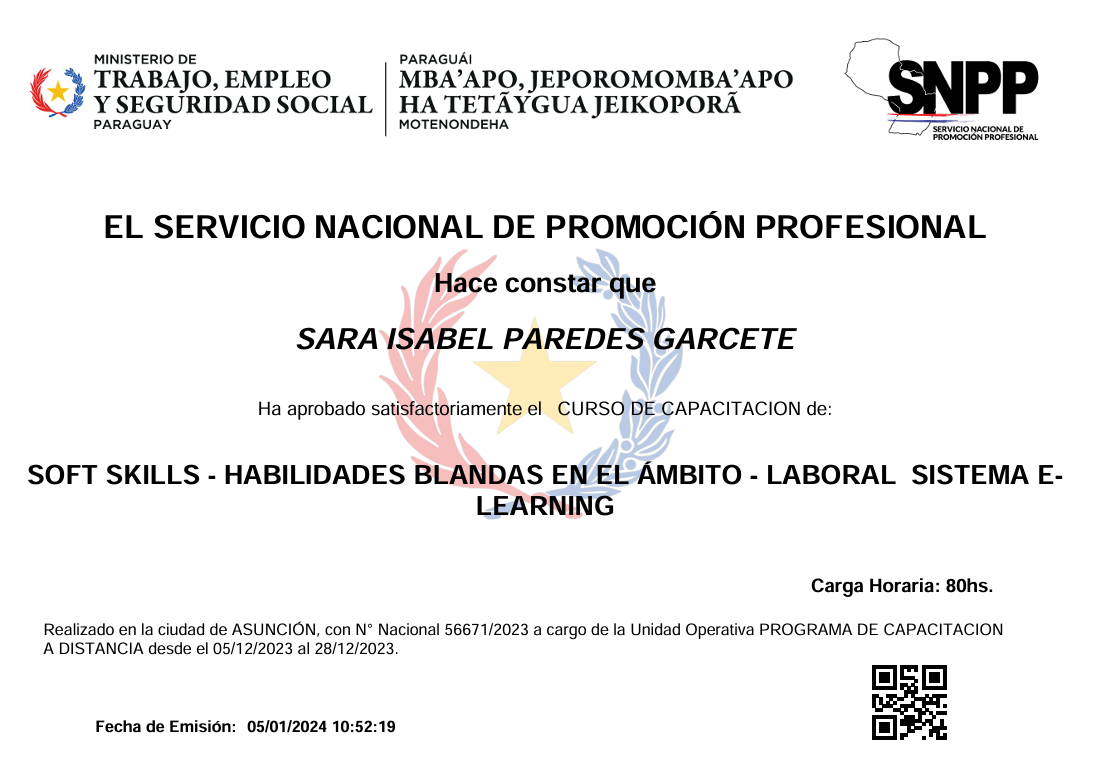 MINISTERIO DE
TRABAJO, EMPLEO
Y SEGURIDAD SOCIAL
PARAGUAY
PARAGUÁI
MBA’APO, JEPOROMOMBA’APO
HA TETÃYGUA JEIKOPORÃ
MOTENONDEHA
SNPP
SERVICIO NACIONAL DE
PROMOCIÓN PROFESIONAL
EL SERVICIO NACIONAL DE PROMOCIÓN PROFESIONAL
Hace constar que
SARA ISABEL PAREDES GARCETE
Ha aprobado satisfactoriamente el CURSO DE CAPACITACION de:
SOFT SKILLS - HABILIDADES BLANDAS EN EL ÁMBITO - LABORAL SISTEMA E-
LEARNING
Carga Horaria: 80hs.
Realizado en la ciudad de ASUNCIÓN, con N° Nacional 56671/2023 a cargo de la Unidad Operativa PROGRAMA DE CAPACITACION
A DISTANCIA desde el 05/12/2023 al 28/12/2023.
Fecha de Emisión: 05/01/2024 10:52:19